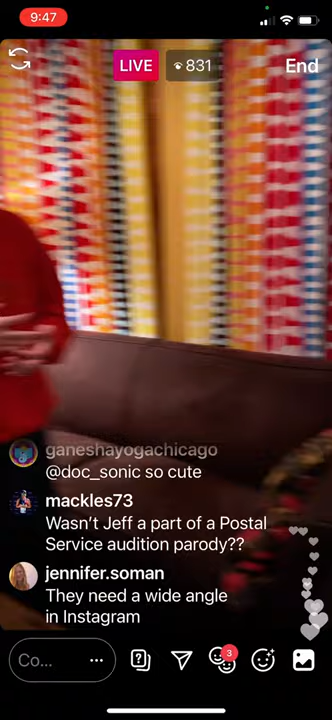 9:47
LIVE
831
End
ganeshayogachicago
@doc_sonic so cute
mackles73
Wasn't Jeff a part of a Postal
Service audition parody??
jennifer.soman
They need a wide angle
in Instagram
Co...
3